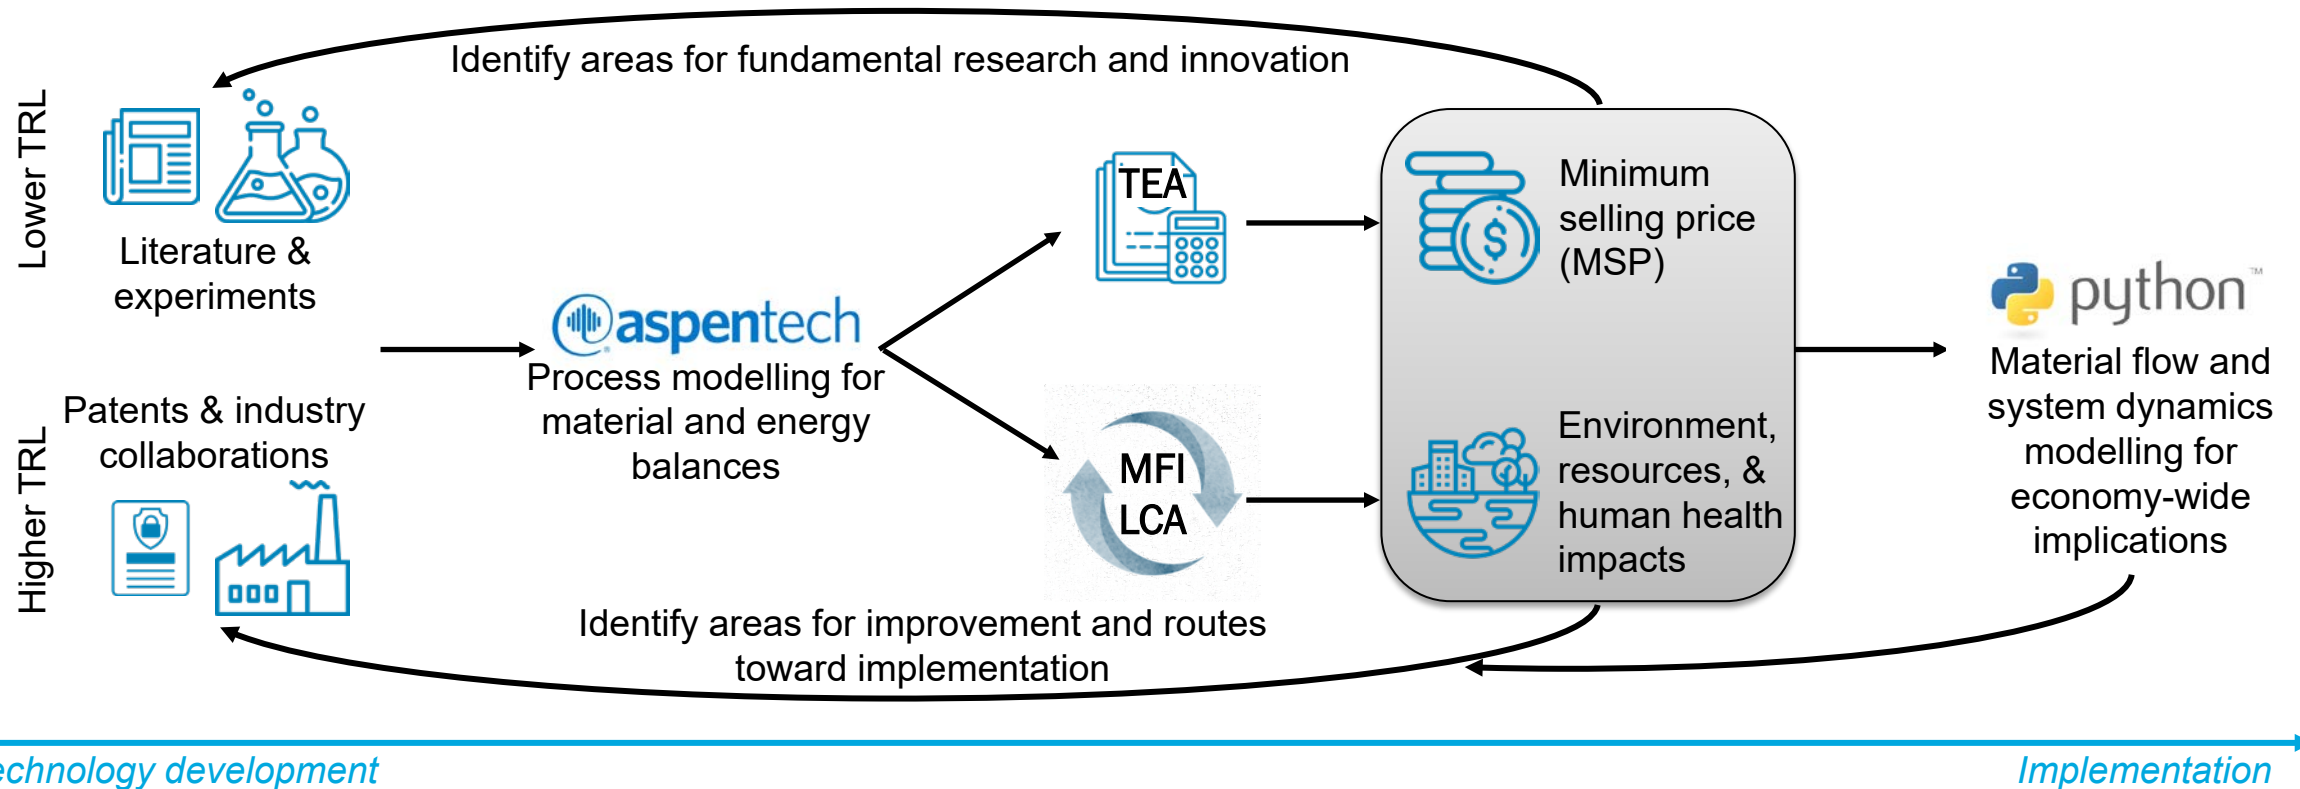 Identify areas for fundamental research and innovation
Lower TRL
Literature &
experiments
Higher TRL
Patents & industry
collaborations
aspentech
Process modelling for
material and energy
balances
TEA
MFI
LCA
Minimum
selling price
(MSP)
Environment,
resources, &
human health
impacts
python™
Material flow and
system dynamics
modelling for
economy-wide
implications
Identify areas for improvement and routes
toward implementation
echnology development
Implementation